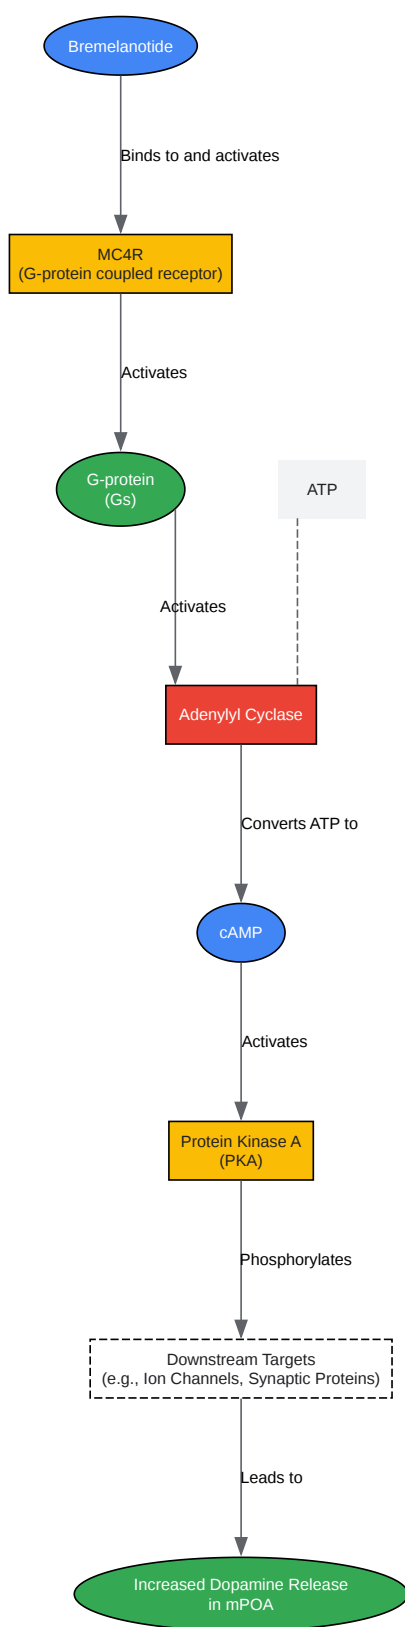 Bremelanotide
Binds to and activates
MC4R
(G-protein coupled receptor)
Activates
G-protein
(Gs)
ATP
Activates
Adenylyl Cyclase
Converts ATP to
cAMP
Activates
Protein Kinase A
(PKA)
Phosphorylates
Downstream Targets
(e.g., Ion Channels, Synaptic Proteins)
Leads to
Increased Dopamine Release
in mPOA